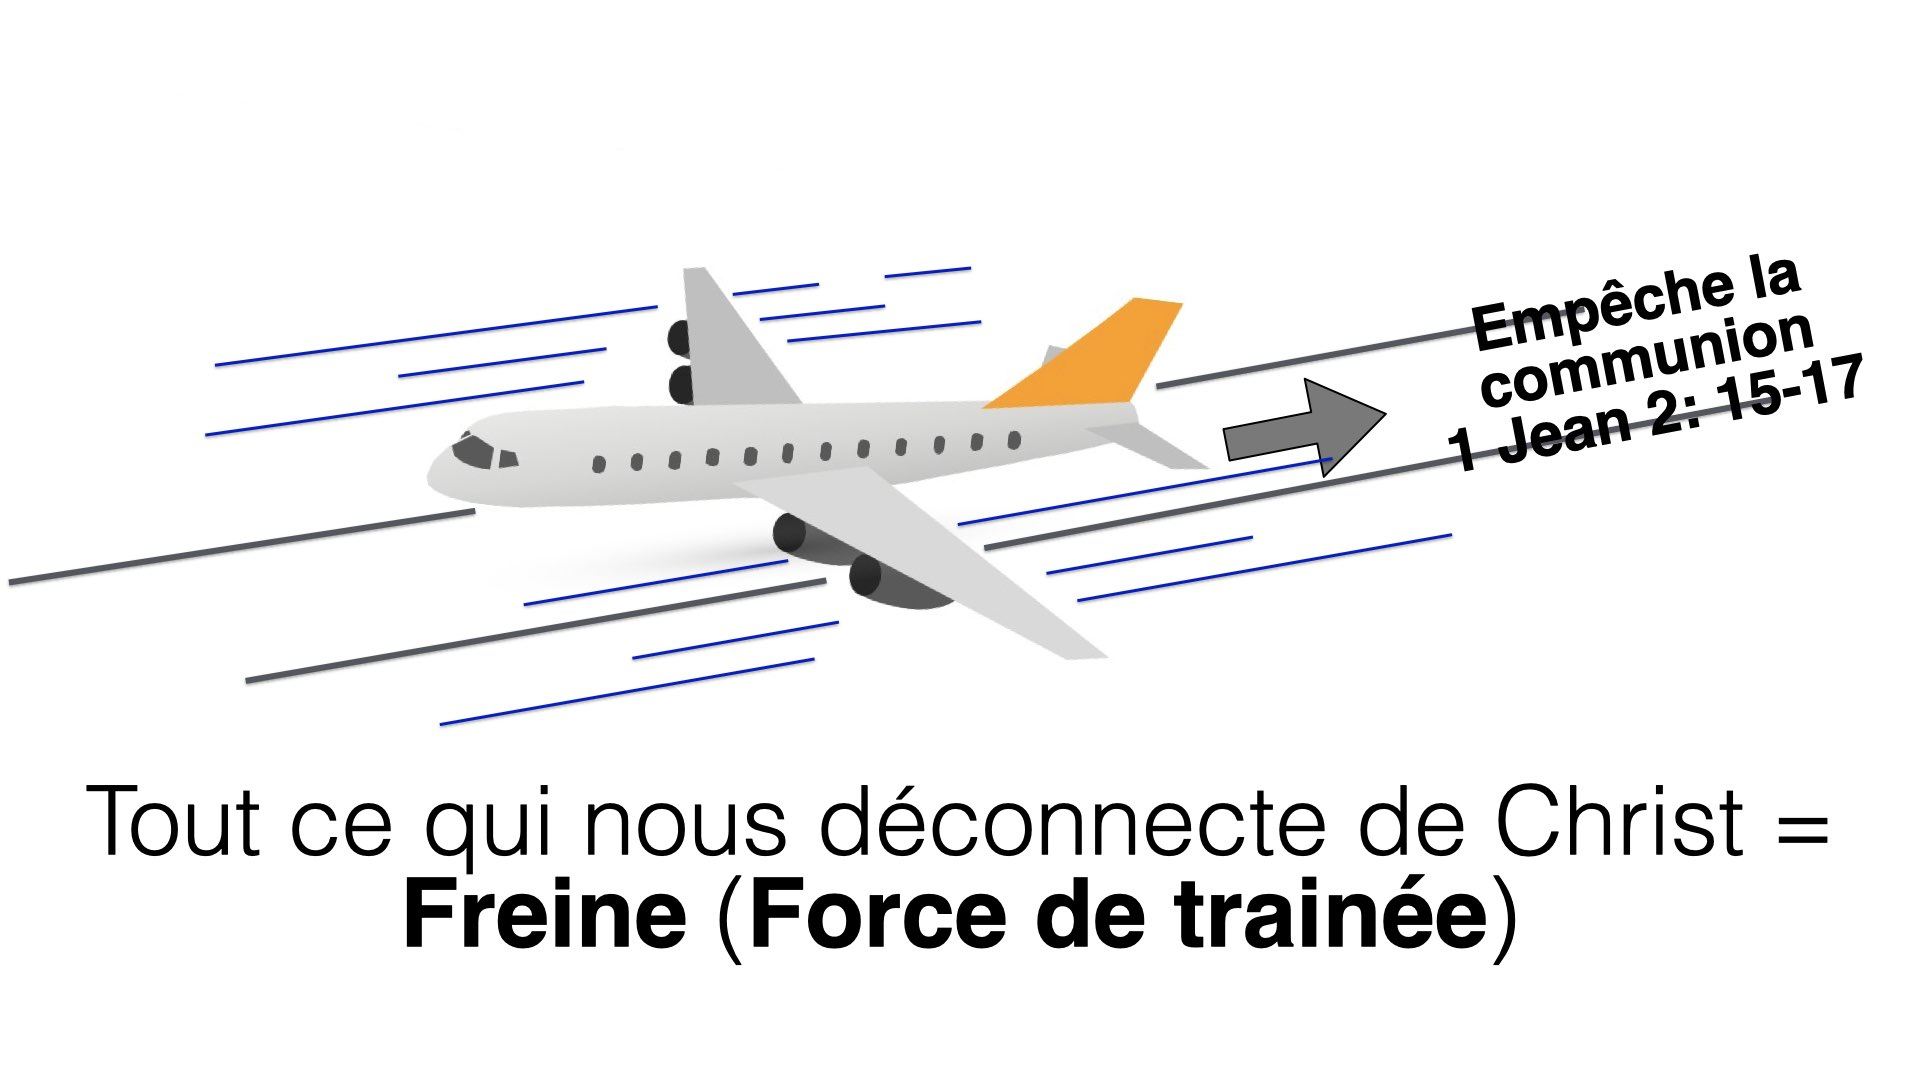 Empêche la
communion
1 Jean 2: 15-17
Tout ce qui nous déconnecte de Christ =
Freine (Force de trainée)